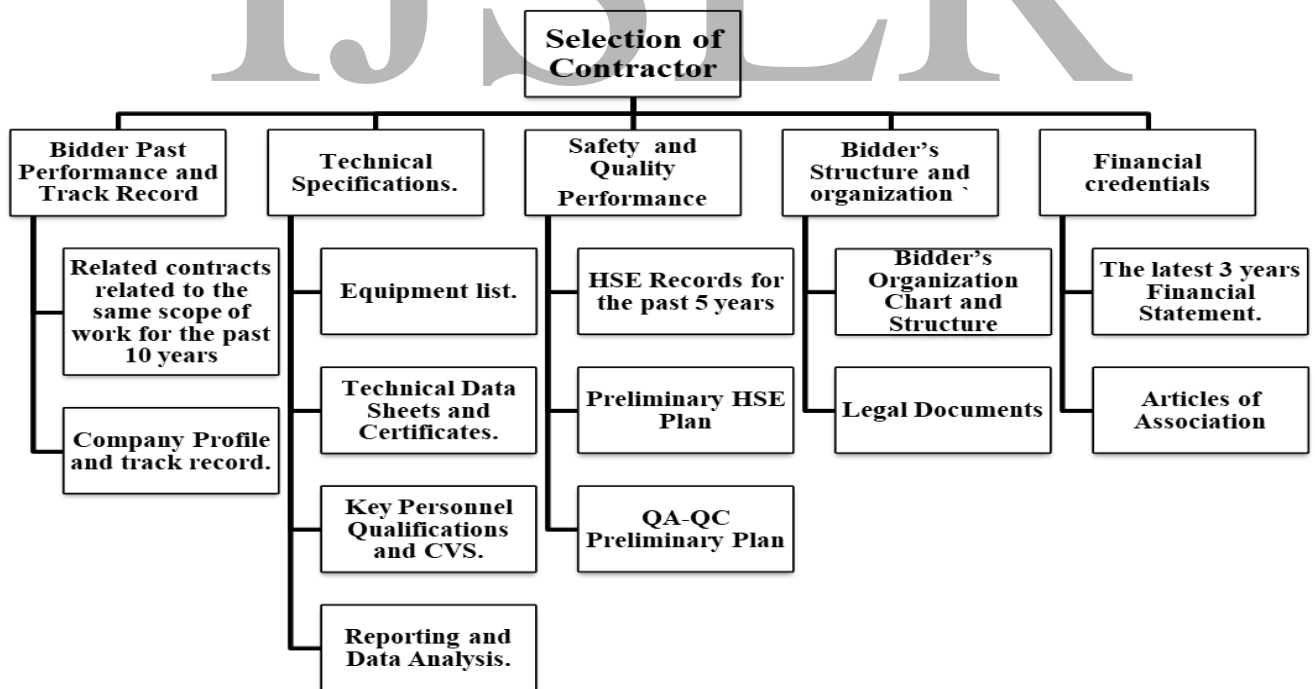 IJSER
Selection of
Contractor
Bidder Past
Performance and
Track Record
Technical
Specifications.
Safety and
Quality
Performance
Bidder's
Structure and
organization `
Financial
credentials
Related contracts
related to the
same scope of
work for the past
10 years
Company Profile
and track record.
Equipment list.
Technical Data
Sheets and
Certificates.
Key Personnel
Qualifications
and CVS.
Reporting and
Data Analysis.
HSE Records for
the past 5 years
Preliminary HSE
Plan
QA-QC
Preliminary Plan
Bidder's
Organization
Chart and
Structure
Legal Documents
The latest 3 years
Financial
Statement.
Articles of
Association